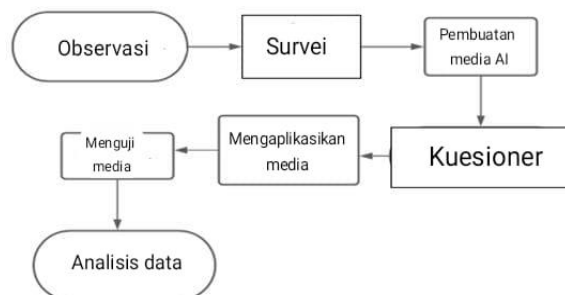 Observasi
Survei
Pembuatan
media AI
Kuesioner
Mengaplikasikan
media
Menguji
media
Analisis data